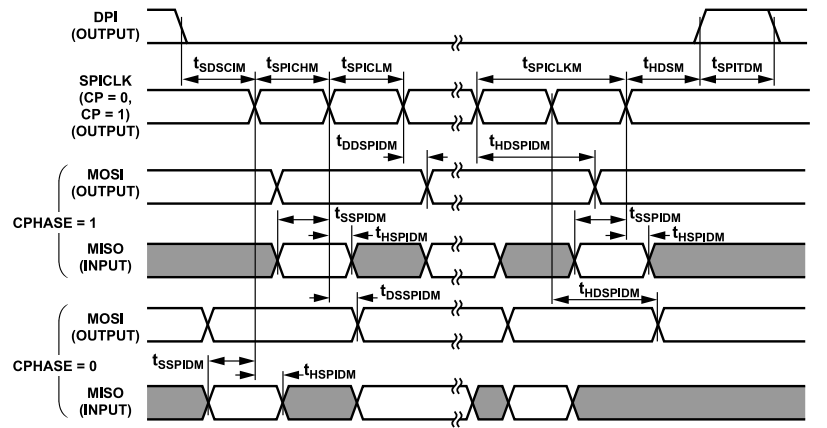 DPI
(OUTPUT)
tSDSCIM
tSPICHM
tSPICLM
tSPICLKM
tHDSM
tSPITDM
SPICLK
(CP = 0,
CP = 1)
(OUTPUT)
tDDSPIDM
tHDSPIDM
CPHASE = 1
MOSI
(OUTPUT)
tSSPIDM
tSSPIDM
tHSPIDM
tHSPIDM
MISO
(INPUT)
tDSSPIDM
tHDSPIDM
CPHASE = 0
MOSI
(OUTPUT)
tSSPIDM
tHSPIDM
MISO
(INPUT)